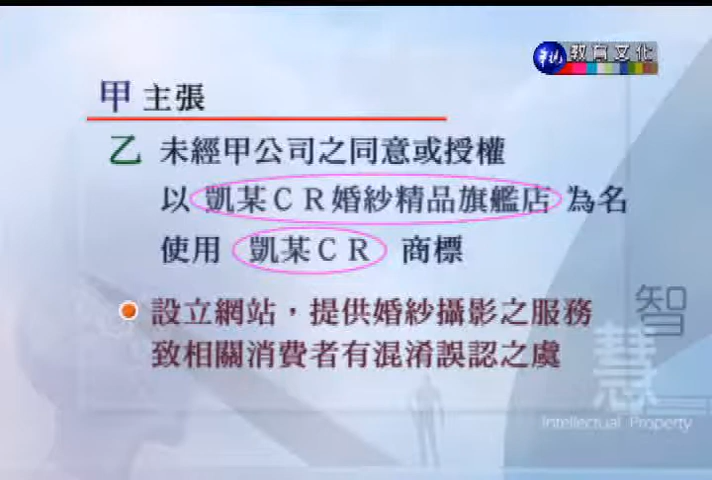 華視
教育文化
甲 主張
乙 未經甲公司之同意或授權
以 凱某CR婚紗精品旗艦店 為名
使用 凱某CR 商標
設立網站，提供婚紗攝影之服務
致相關消費者有混淆誤認之虞
智慧
Intellectual Property